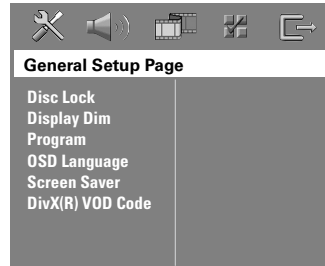 General Setup Page
Disc Lock
Display Dim
Program
OSD Language
Screen Saver
DivX(R) VOD Code